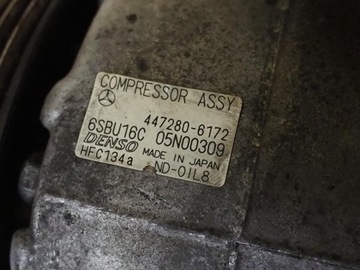 COMPRESSOR ASSY
447280-6172
6SBU16C 05N00309
DENSO MADE IN JAPAN
HFC134a ND-OIL8